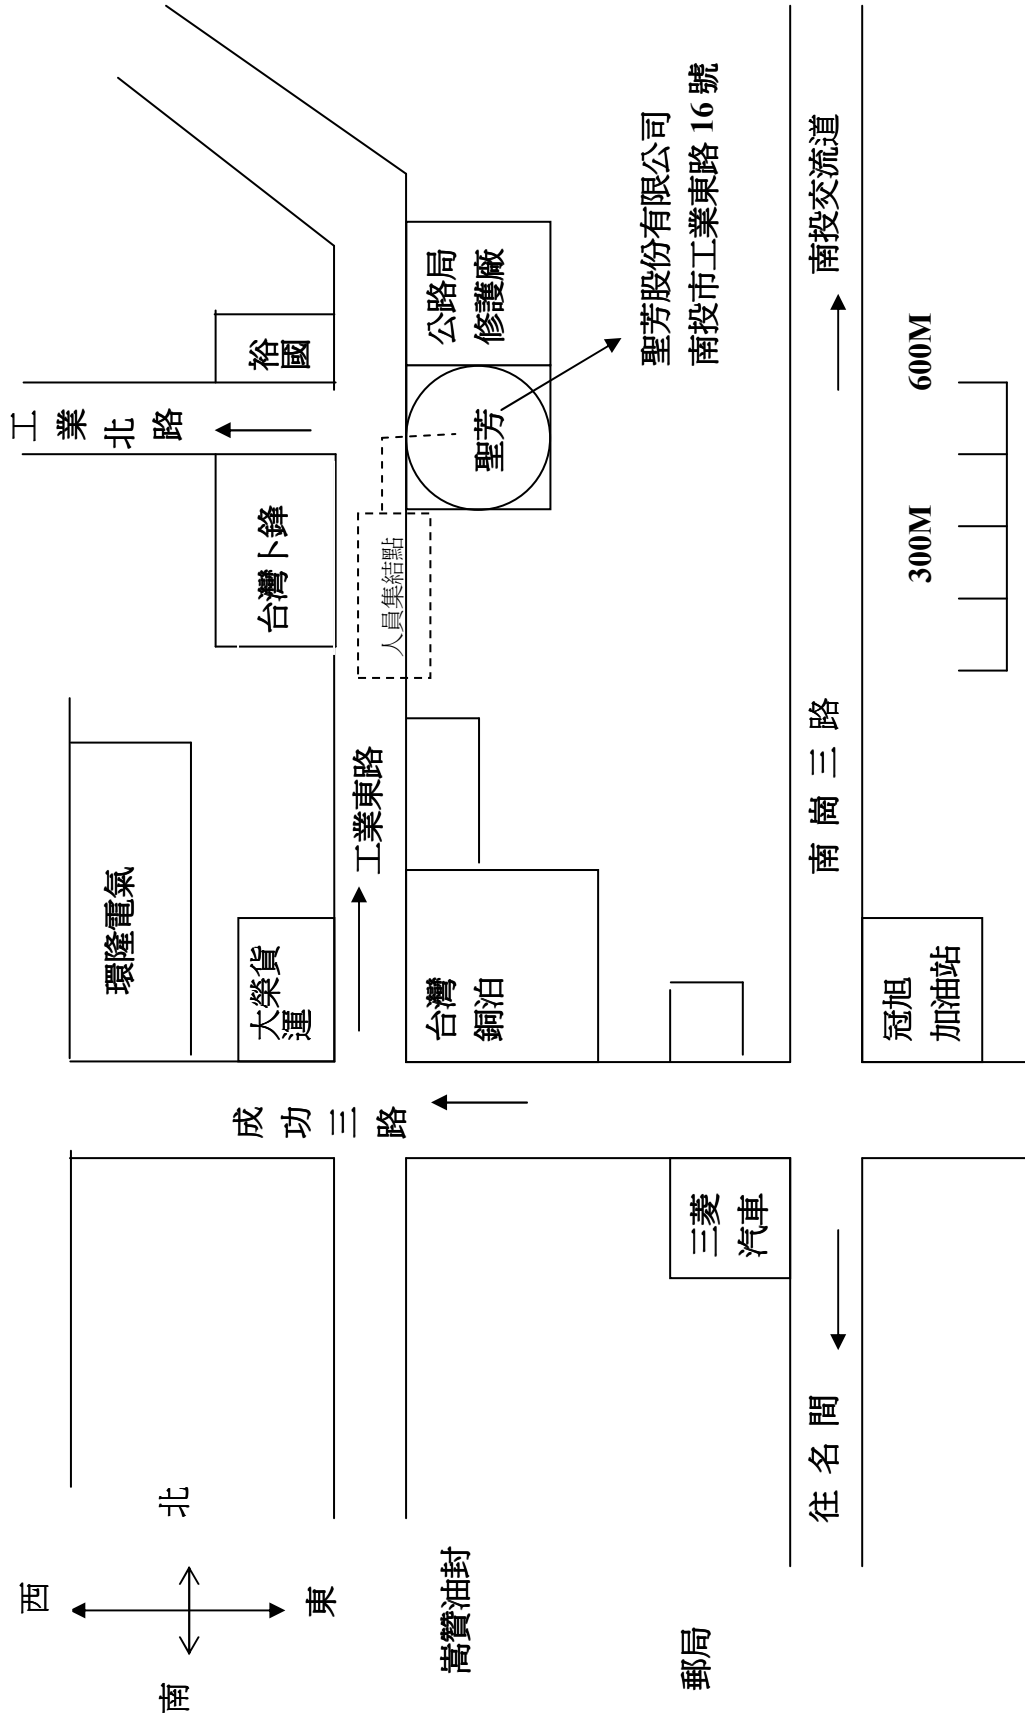 西
北
南
東
工業北路
裕國
台灣卜鋒
環隆電氣
大榮貨
運
成功三路
工業東路
人員集結點
公路局
修護廠
聖芳
台灣
銅泊
嵩贊油封
聖芳股份有限公司
南投市工業東路 16 號
三菱
汽車
郵局
南投交流道
南崗三路
往名間
冠旭
加油站
300M
600M